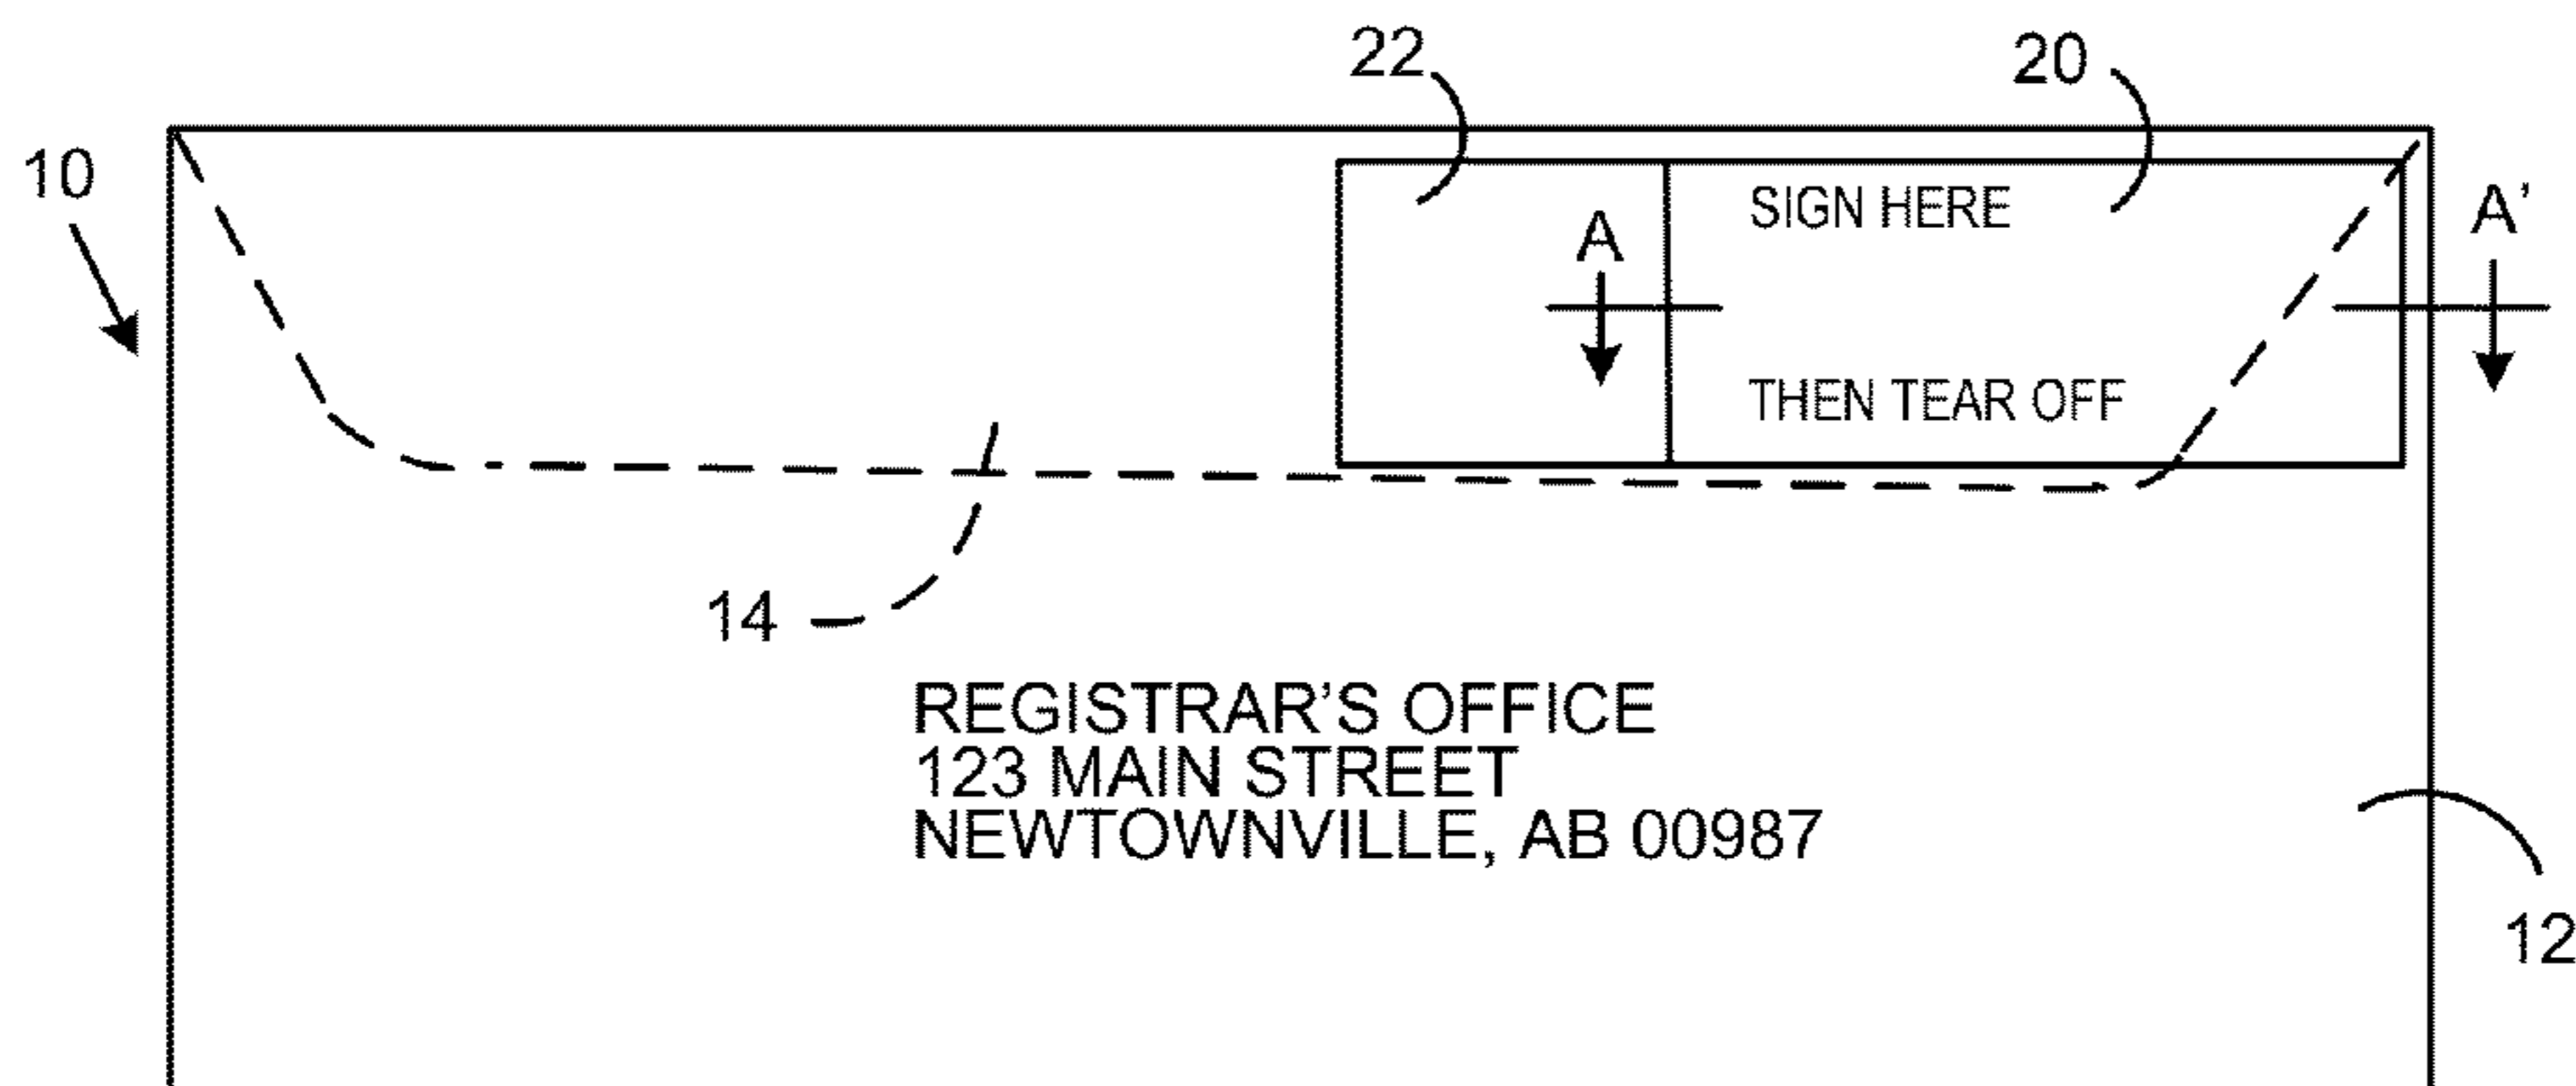 22
20
10
SIGN HERE
A
A'
THEN TEAR OFF
14
REGISTRAR'S OFFICE
123 MAIN STREET
NEWTOWNVILLE, AB 00987
12